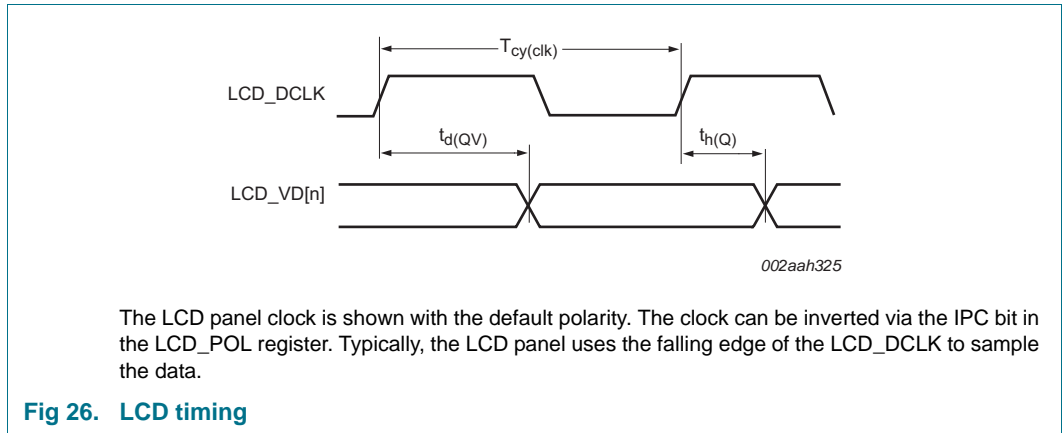 Tcy(clk)
LCD_DCLK
td(QV)
th(Q)
LCD_VD[n]
002aah325
The LCD panel clock is shown with the default polarity. The clock can be inverted via the IPC bit in
the LCD_POL register. Typically, the LCD panel uses the falling edge of the LCD_DCLK to sample
the data.
Fig 26. LCD timing